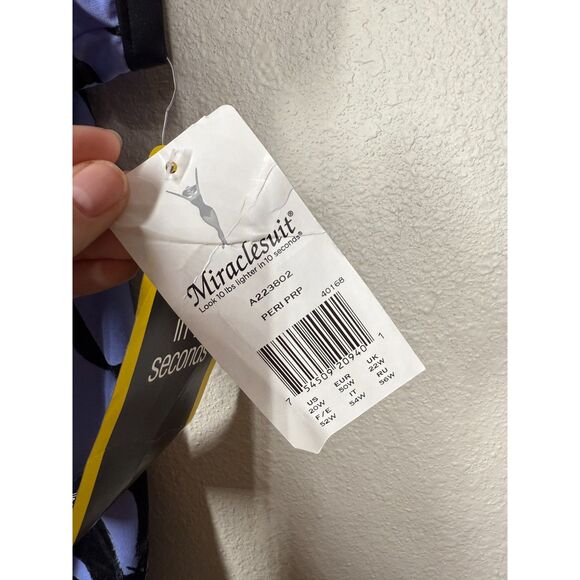 Miraclesuit®
Look 10 lbs lighter in 10 seconds®
A223802
PERI PRP 40168
7 54509 20940 1
US EUR UK
20W 50W 22W
F/E IT RU
52W 54W 56W
in
seconds